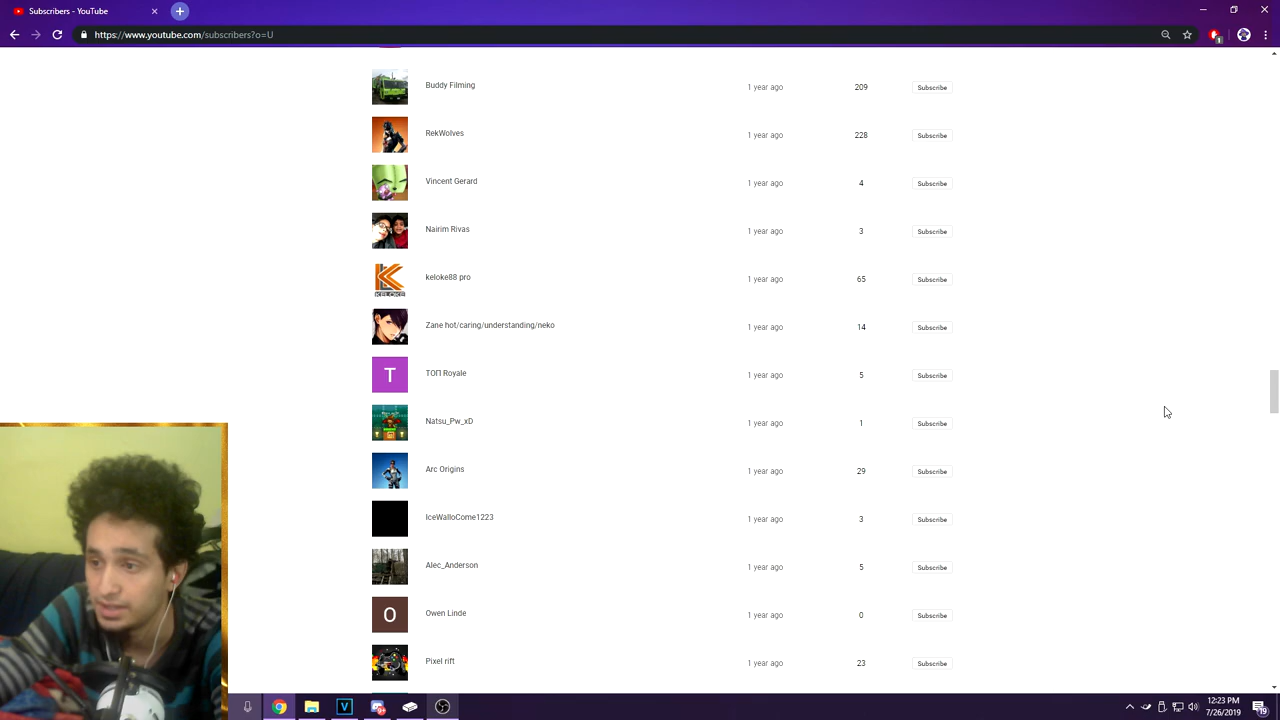 Subscribers - YouTube
https://www.youtube.com/subscribers?o=U
1
Buddy Filming 1 year ago 209 Subscribe
RekWolves 1 year ago 228 Subscribe
Vincent Gerard 1 year ago 4 Subscribe
Nairim Rivas 1 year ago 3 Subscribe
KELOKE
keloke88 pro 1 year ago 65 Subscribe
Zane hot/caring/understanding/neko 1 year ago 14 Subscribe
T
ТОП Royale 1 year ago 5 Subscribe
Natsu_Pw_xD 1 year ago 1 Subscribe
Arc Origins 1 year ago 29 Subscribe
IceWalloCome1223 1 year ago 3 Subscribe
Alec_Anderson 1 year ago 5 Subscribe
O
Owen Linde 1 year ago 0 Subscribe
Pixel rift 1 year ago 23 Subscribe
V
9+
12:23 PM
7/26/2019